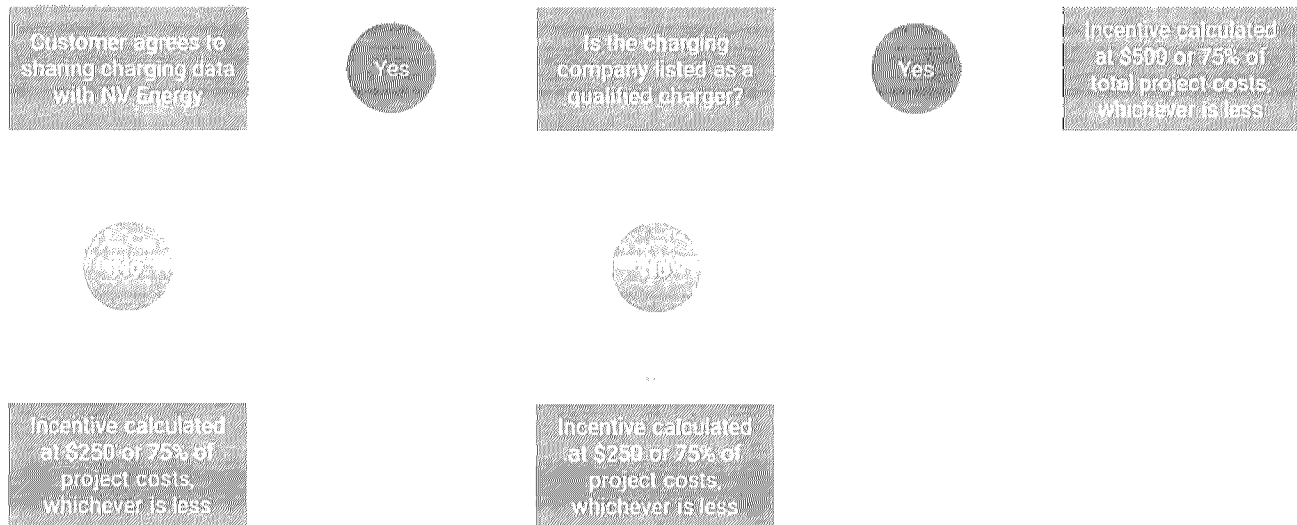 Customer agrees to
sharing charging data
with NV Energy
Yes
Is the charging
company listed as a
qualified charger?
Yes
Incentive calculated
at $500 or 75% of
total project costs,
whichever is less
No
No
Incentive calculated
at $250 or 75% of
project costs,
whichever is less
Incentive calculated
at $250 or 75% of
project costs,
whichever is less